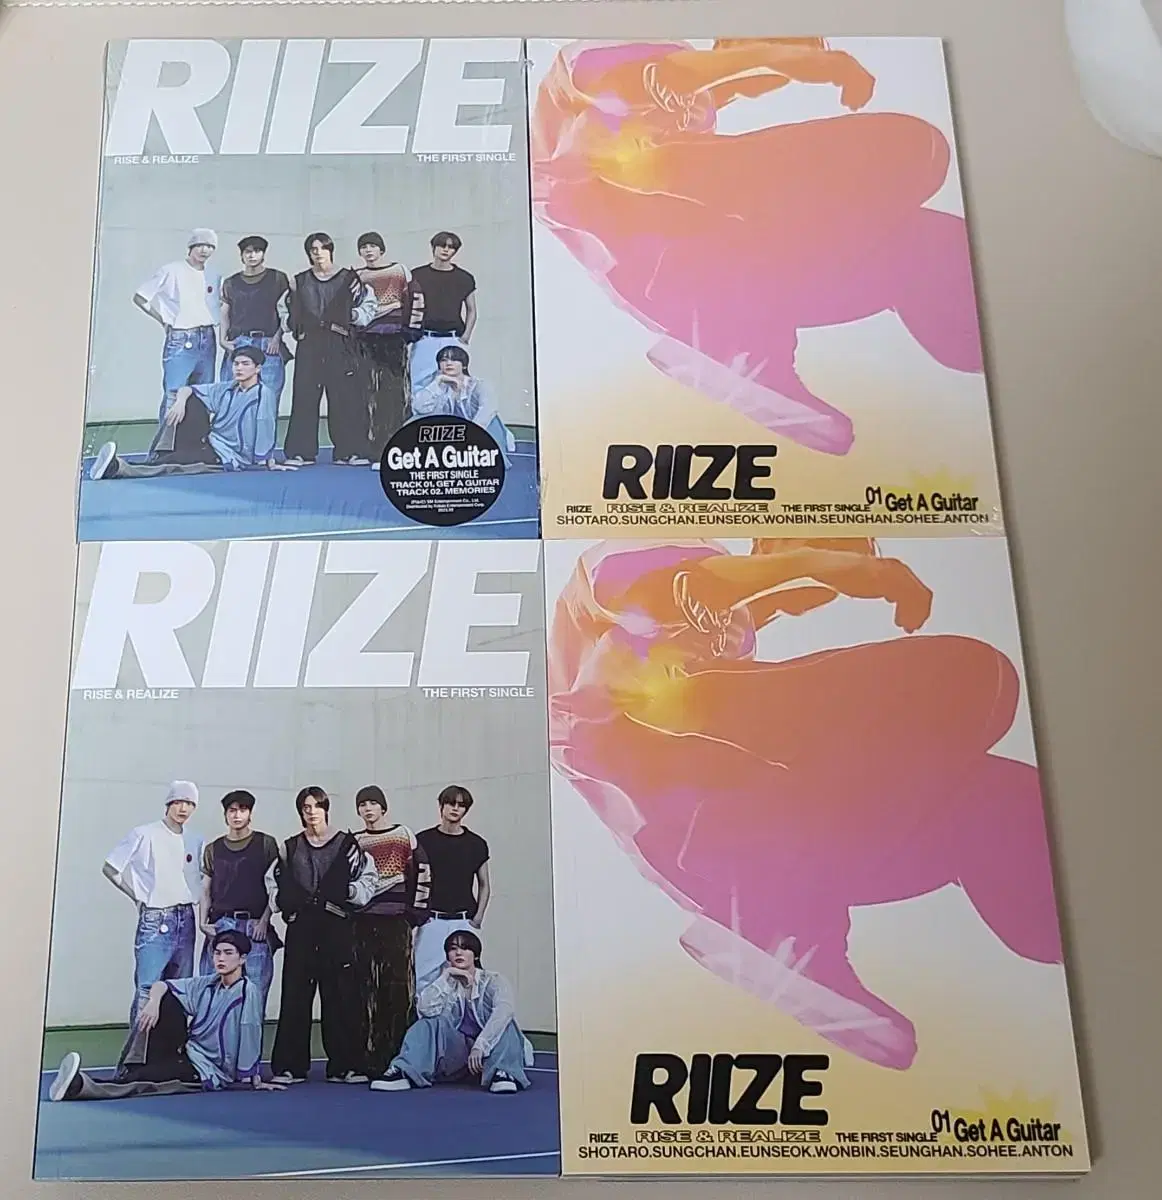 RIIZE
RISE & REALIZE THE FIRST SINGLE
RIIZE
Get A Guitar
THE FIRST SINGLE
TRACK 01. GET A GUITAR
TRACK 02. MEMORIES
RIIZE
01 Get A Guitar
RIIZE RISE & REALIZE THE FIRST SINGLE
SHOTARO.SUNGCHAN.EUNSEOK.WONBIN.SEUNGHAN.SOHEE.ANTON
RIIZE
RISE & REALIZE THE FIRST SINGLE
RIIZE
01 Get A Guitar
RIIZE RISE & REALIZE THE FIRST SINGLE
SHOTARO.SUNGCHAN.EUNSEOK.WONBIN.SEUNGHAN.SOHEE.ANTON